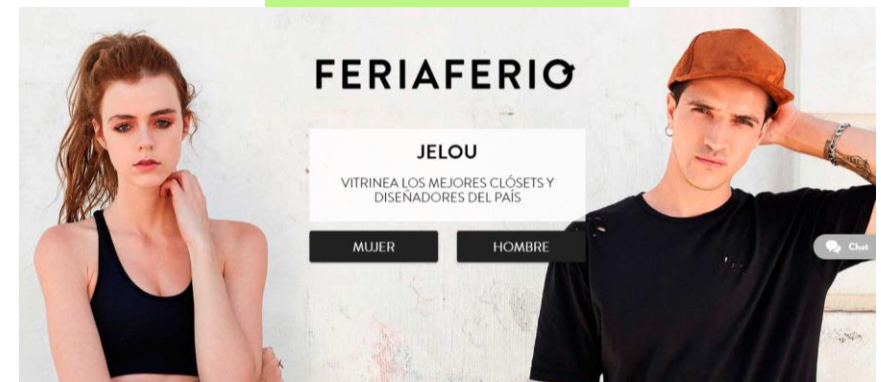 FERIAFERIO
JELOU
VITRINEA LOS MEJORES CLÓSETS Y
DISEÑADORES DEL PAÍS
MUJER
HOMBRE
Chat